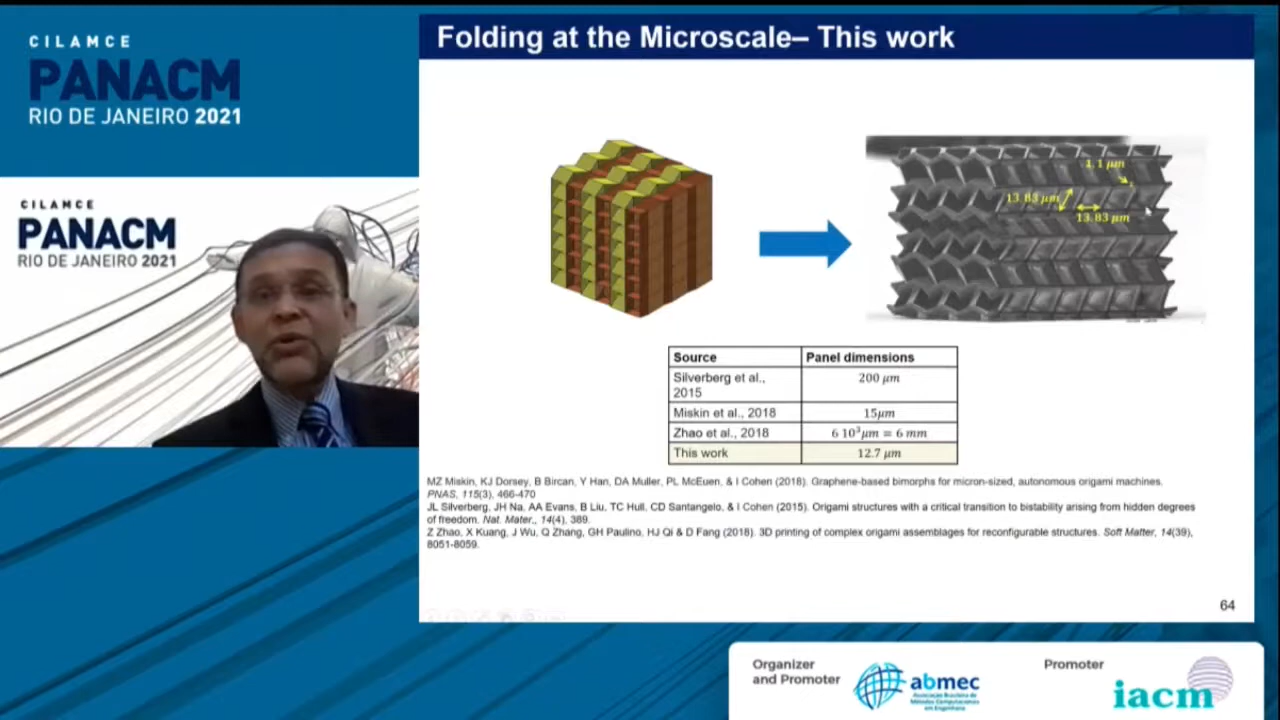 CILAMCE
PANACM
RIO DE JANEIRO 2021
CILAMCE
PANACM
RIO DE JANEIRO 2021
Folding at the Microscale– This work
1.1 μm
13.83 μm
13.83 μm
Source Panel dimensions
Silverberg et al., 2015 200 μm
Miskin et al., 2018 15μm
Zhao et al., 2018 6 10³μm = 6 mm
This work 12.7 μm
MZ Miskin, KJ Dorsey, B Bircan, Y Han, DA Muller, PL McEuen, & I Cohen (2018). Graphene-based bimorphs for micron-sized, autonomous origami machines.
PNAS, 115(3), 466-470
JL Silverberg, JH Na, AA Evans, B Liu, TC Hull, CD Santangelo, & I Cohen (2015). Origami structures with a critical transition to bistability arising from hidden degrees
of freedom. Nat. Mater., 14(4), 389.
Z Zhao, X Kuang, J Wu, Q Zhang, GH Paulino, HJ Qi & D Fang (2018). 3D printing of complex origami assemblages for reconfigurable structures. Soft Matter, 14(39),
8051-8059.
64
Organizer
and Promoter
abmec
Associação Brasileira de
Métodos Computacionais
em Engenharia
Promoter
iacm